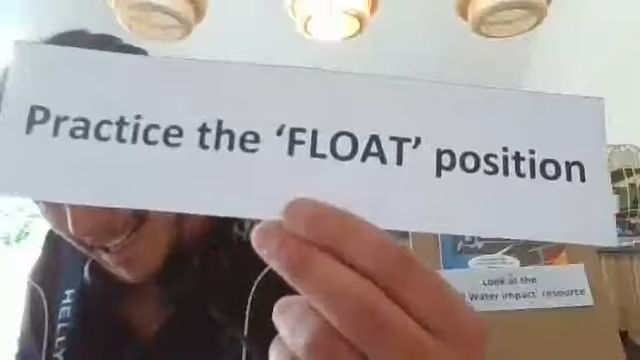 Practice the ‘FLOAT’ position
HELLY
Look at the
Water impact resource